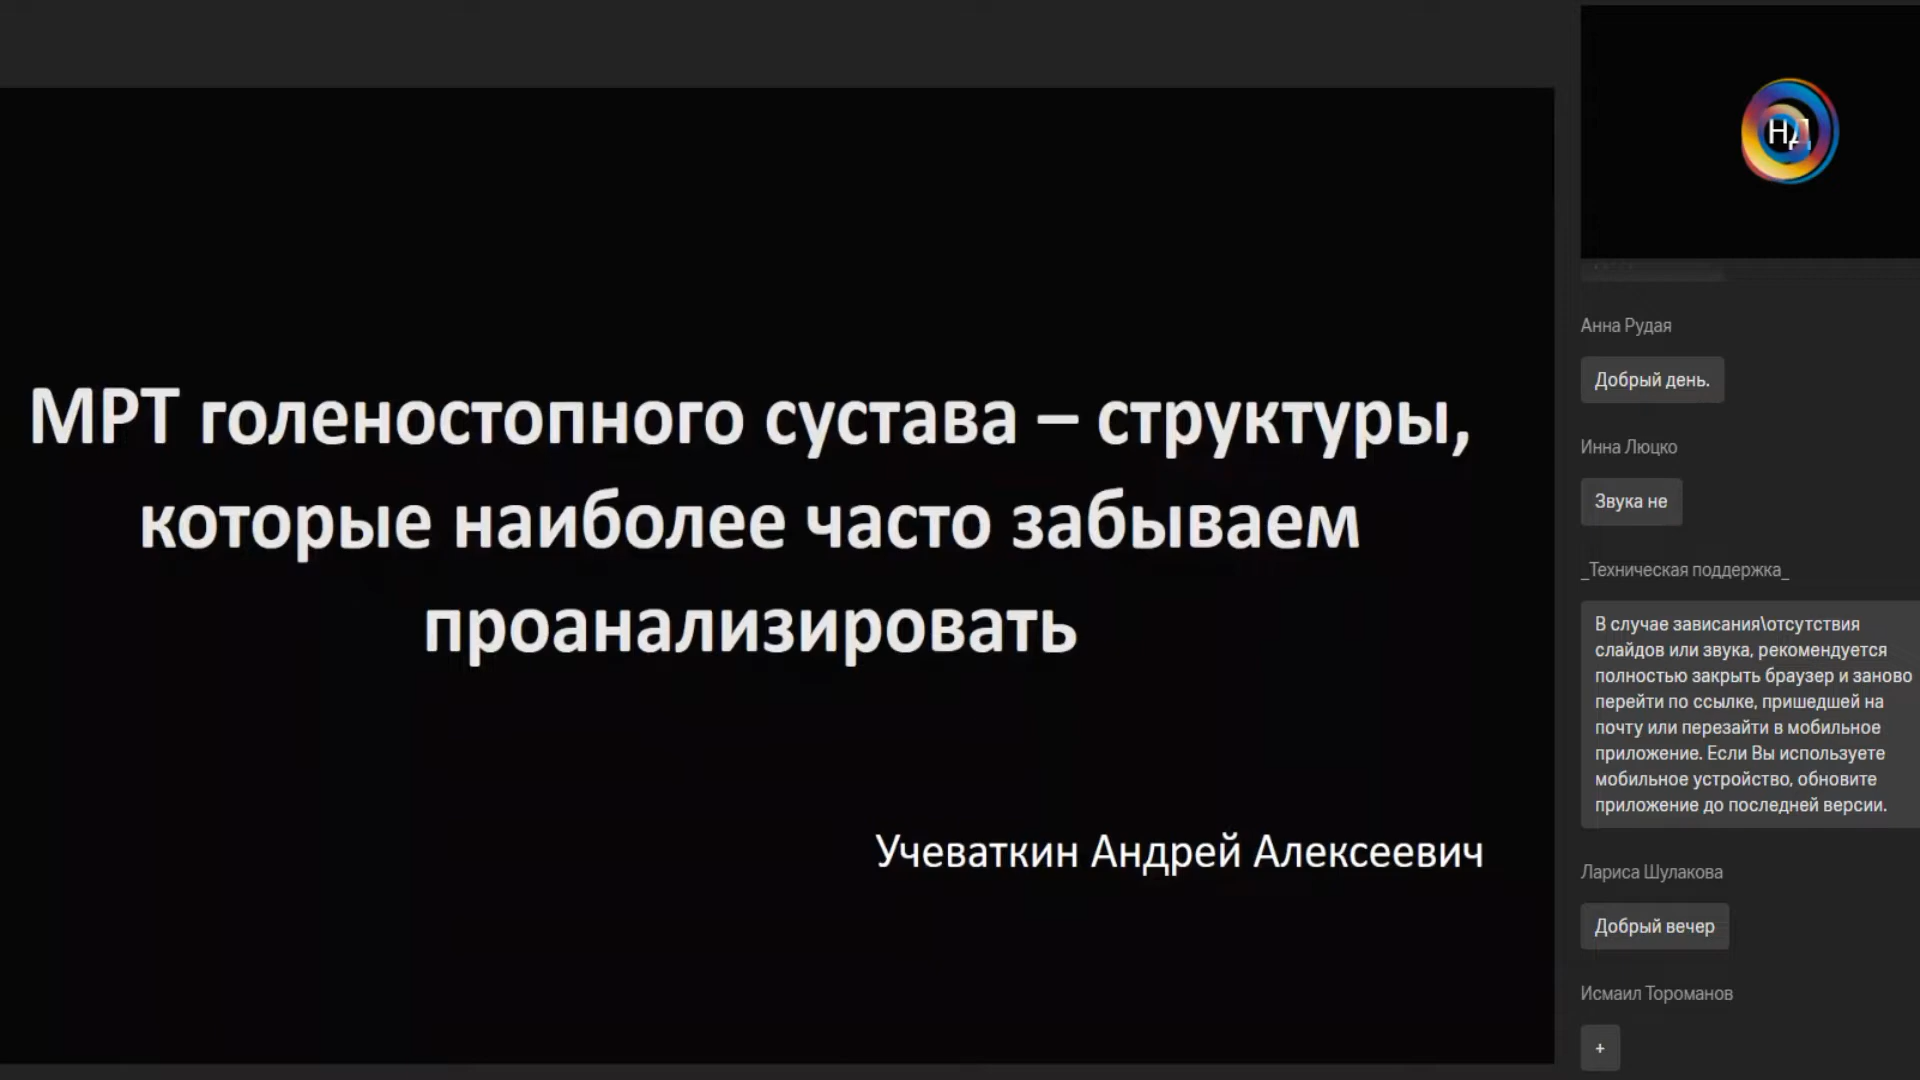 МРТ голеностопного сустава – структуры,
которые наиболее часто забываем
проанализировать
Учеваткин Андрей Алексеевич
НД
Анна Рудая
Добрый день.
Инна Люцко
Звука не
_Техническая поддержка_
В случае зависания\отсутствия
слайдов или звука, рекомендуется
полностью закрыть браузер и заново
перейти по ссылке, пришедшей на
почту или перезайти в мобильное
приложение. Если Вы используете
мобильное устройство, обновите
приложение до последней версии.
Лариса Шулакова
Добрый вечер
Исмаил Тороманов
+